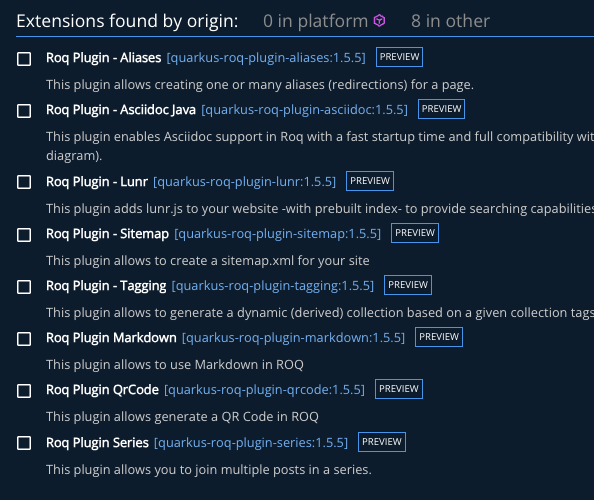 Extensions found by origin: 0 in platform 8 in other
Roq Plugin - Aliases [quarkus-roq-plugin-aliases:1.5.5] PREVIEW
This plugin allows creating one or many aliases (redirections) for a page.
Roq Plugin - Asciidoc Java [quarkus-roq-plugin-asciidoc:1.5.5] PREVIEW
This plugin enables Asciidoc support in Roq with a fast startup time and full compatibility wit
diagram).
Roq Plugin - Lunr [quarkus-roq-plugin-lunr:1.5.5] PREVIEW
This plugin adds lunr.js to your website -with prebuilt index- to provide searching capabilities
Roq Plugin - Sitemap [quarkus-roq-plugin-sitemap:1.5.5] PREVIEW
This plugin allows to create a sitemap.xml for your site
Roq Plugin - Tagging [quarkus-roq-plugin-tagging:1.5.5] PREVIEW
This plugin allows to generate a dynamic (derived) collection based on a given collection tags
Roq Plugin Markdown [quarkus-roq-plugin-markdown:1.5.5] PREVIEW
This plugin allows to use Markdown in ROQ
Roq Plugin QrCode [quarkus-roq-plugin-qrcode:1.5.5] PREVIEW
This plugin allows generate a QR Code in ROQ
Roq Plugin Series [quarkus-roq-plugin-series:1.5.5] PREVIEW
This plugin allows you to join multiple posts in a series.